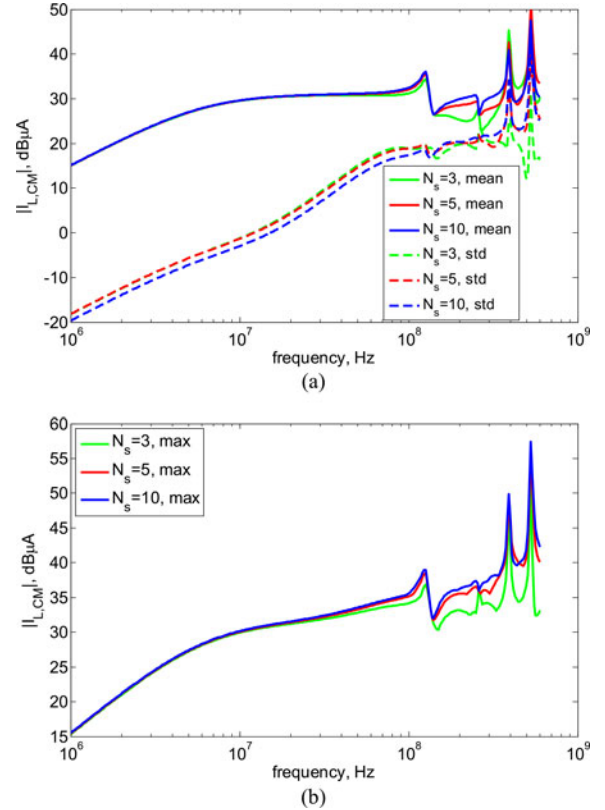 50
40
30
20
10
0
-10
-20
||I_L,CM|, dBμA
N_s=3, mean
N_s=5, mean
N_s=10, mean
N_s=3, std
N_s=5, std
N_s=10, std
10^6 10^7 10^8 10^9
frequency, Hz
(a)
60
55
50
45
40
35
30
25
20
15
||I_L,CM|, dBμA
N_s=3, max
N_s=5, max
N_s=10, max
10^6 10^7 10^8 10^9
frequency, Hz
(b)